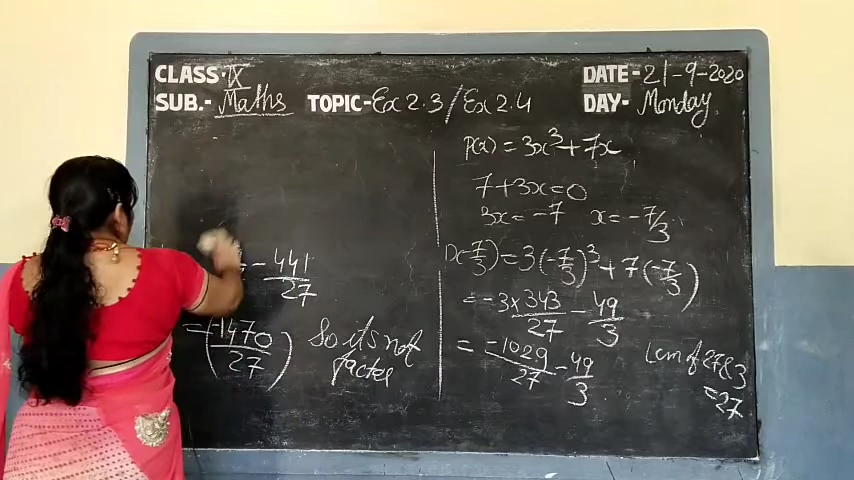 CLASS- IX
SUB.- Maths
TOPIC- Ex 2.3 / Ex 2.4
DATE- 21-9-2020
DAY- Monday
p(x) = 3x³ + 7x
7+3x=0
3x = -7 x = -7/3
p(-7/3) = 3(-7/3)³ + 7(-7/3)
= -3×343/27 - 49/3
= -1029/27 - 49/3
Lcm of 27&3
=27
- 441/27
= (-1470/27) So its not
factor